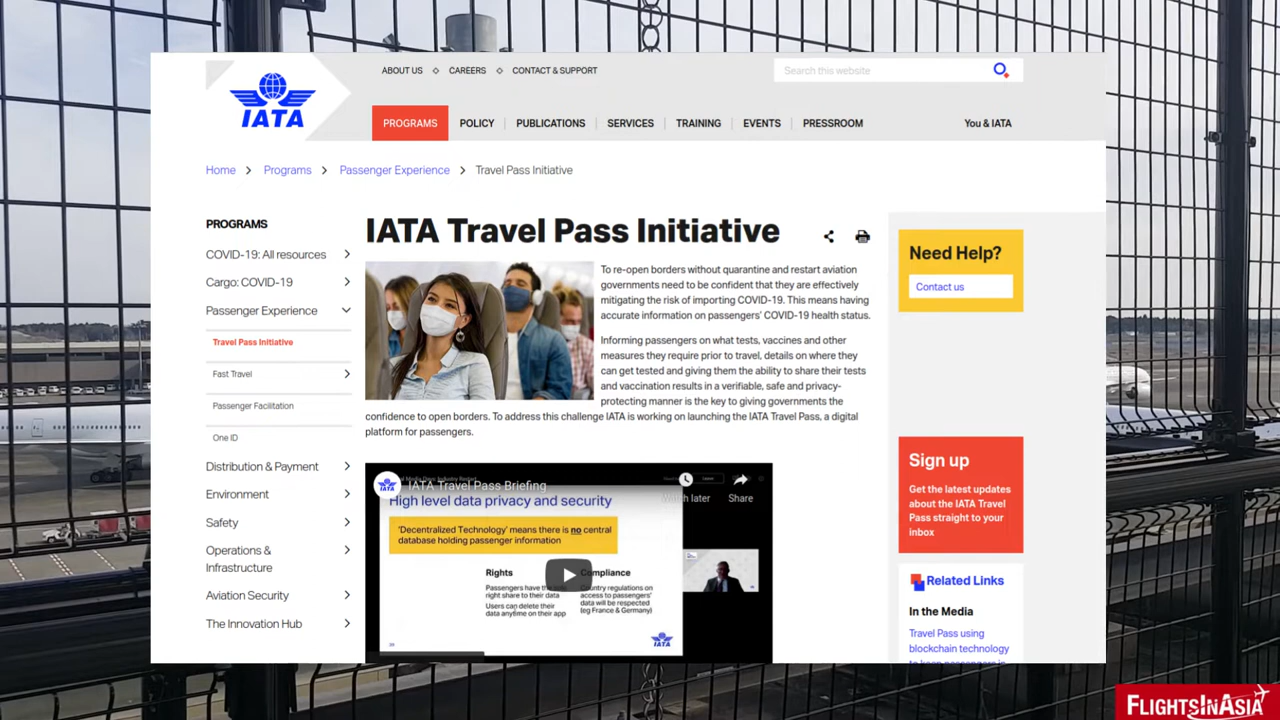 ABOUT US
CAREERS
CONTACT & SUPPORT
Search this website
IATA
PROGRAMS
POLICY
PUBLICATIONS
SERVICES
TRAINING
EVENTS
PRESSROOM
You & IATA
Home
Programs
Passenger Experience
Travel Pass Initiative
PROGRAMS
COVID-19: All resources
Cargo: COVID-19
Passenger Experience
Travel Pass Initiative
Fast Travel
Passenger Facilitation
One ID
Distribution & Payment
Environment
Safety
Operations &
Infrastructure
Aviation Security
The Innovation Hub
IATA Travel Pass Initiative
To re-open borders without quarantine and restart aviation
governments need to be confident that they are effectively
mitigating the risk of importing COVID-19. This means having
accurate information on passengers' COVID-19 health status.
Informing passengers on what tests, vaccines and other
measures they require prior to travel, details on where they
can get tested and giving them the ability to share their tests
and vaccination results in a verifiable, safe and privacy-
protecting manner is the key to giving governments the
confidence to open borders. To address this challenge IATA is working on launching the IATA Travel Pass, a digital
platform for passengers.
IATA
IATA Travel Pass Briefing
Watch later
Share
High level data privacy and security
'Decentralized Technology' means there is no central
database holding passenger information
Rights
Passengers have the sole
right share to their data
Users can delete their
data anytime on their app
Compliance
Country regulations on
access to passengers'
data will be respected
(eg France & Germany)
IATA
Need Help?
Contact us
Sign up
Get the latest updates
about the IATA Travel
Pass straight to your
inbox
Related Links
In the Media
Travel Pass using
blockchain technology
to keep passengers in
FLIGHTSINASIA